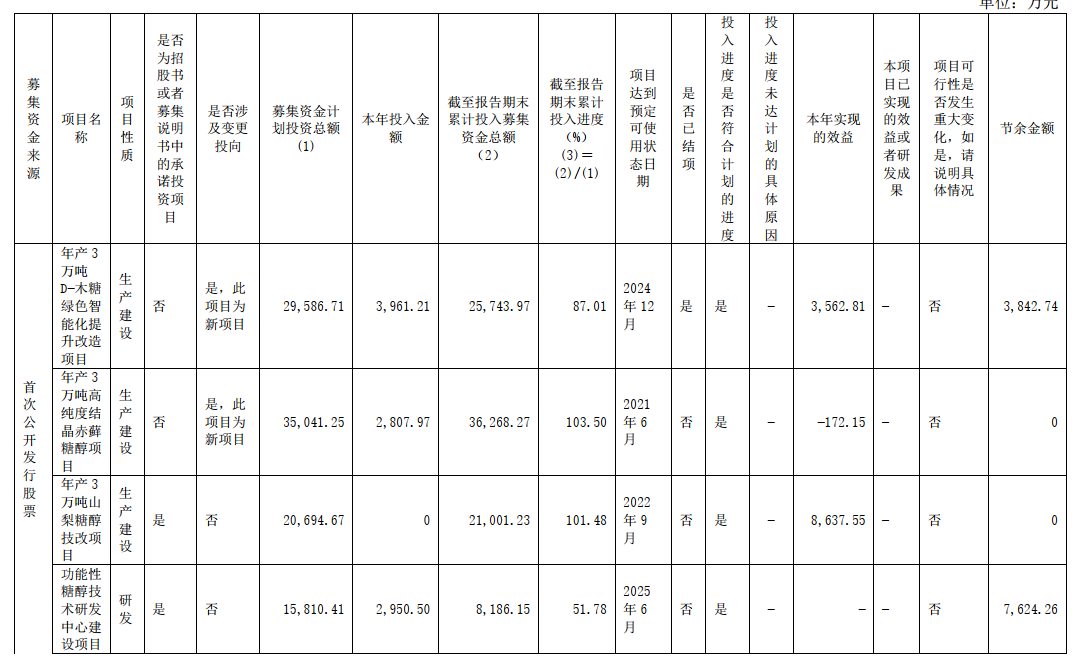 单位：万元
募集资金来源 项目名称 项目性质 是否为招股书或者募集说明书中的承诺投资项目 是否涉及变更投向 募集资金计划投资总额(1) 本年投入金额 截至报告期末累计投入募集资金总额(2) 截至报告期末累计投入进度(%)(3)＝(2)/(1) 项目达到预定可使用状态日期 是否已结项 投入进度是否符合计划的进度 投入进度未达计划的具体原因 本年实现的效益 本项目已实现的效益或者研发成果 项目可行性是否发生重大变化，如是，请说明具体情况 节余金额
首次公开发行股票
年产3万吨D-木糖绿色智能化提升改造项目 生产建设 否 是，此项目为新项目 29,586.71 3,961.21 25,743.97 87.01 2024年12月 是 是 - 3,562.81 - 否 3,842.74
年产3万吨高纯度结晶赤藓糖醇项目 生产建设 否 是，此项目为新项目 35,041.25 2,807.97 36,268.27 103.50 2021年6月 否 是 - -172.15 - 否 0
年产3万吨山梨糖醇技改项目 生产建设 是 否 20,694.67 0 21,001.23 101.48 2022年9月 否 是 - 8,637.55 - 否 0
功能性糖醇技术研发中心建设项目 研发 是 否 15,810.41 2,950.50 8,186.15 51.78 2025年6月 否 是 - - - 否 7,624.26